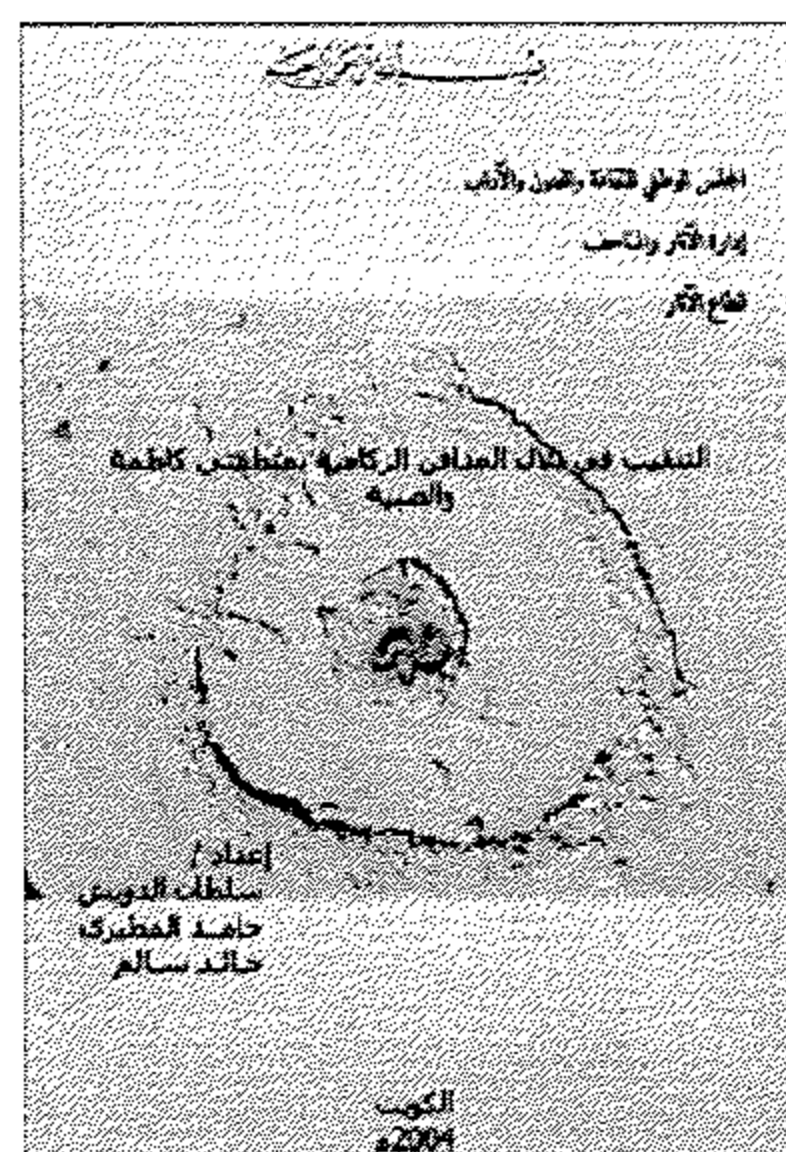 بسم الله الرحمن الرحيم
المجلس الوطني للثقافة والفنون والآداب
إدارة الآثار والمتاحف
قطاع الآثار
التنقيب في تلال المدافن الركامية بمنطقتي كاظمة
والصبية
إعداد /
سلطان الدويش
حامد المطيري
خالد سالم
الكويت
2004م